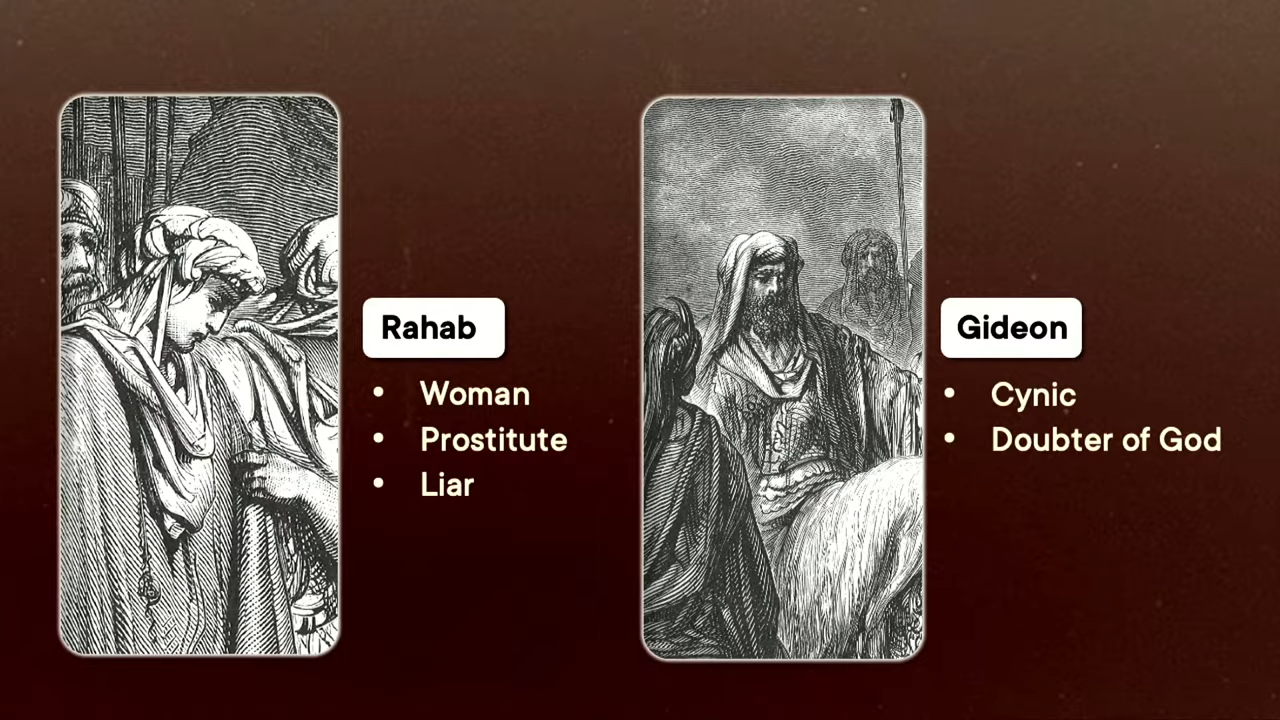 Rahab
• Woman
• Prostitute
• Liar
Gideon
• Cynic
• Doubter of God